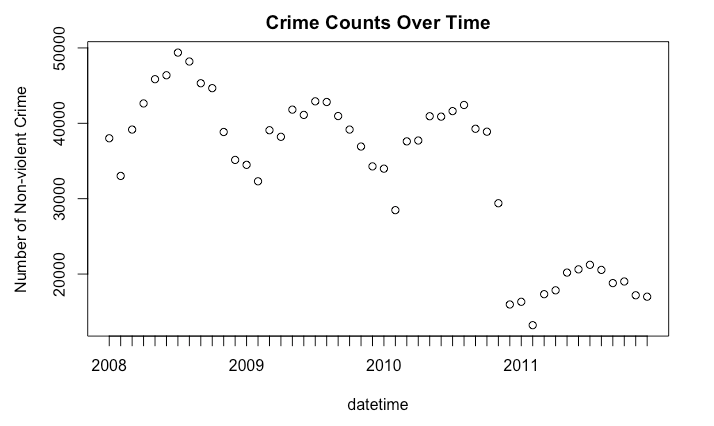 Crime Counts Over Time
Number of Non-violent Crime
50000
40000
30000
20000
2008 2009 2010 2011
datetime